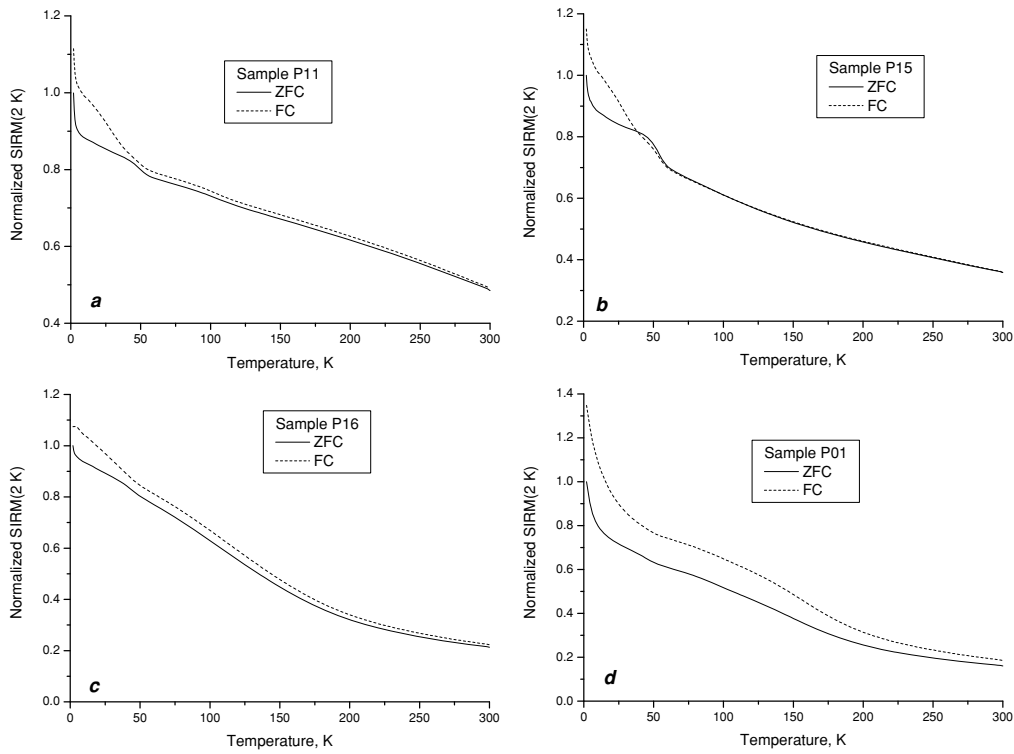 Normalized SIRM(2 K)
1.2
1.0
0.8
0.6
0.4
Sample P11
ZFC
FC
a
0 50 100 150 200 250 300
Temperature, K
Normalized SIRM(2 K)
1.2
1.0
0.8
0.6
0.4
0.2
Sample P15
ZFC
FC
b
0 50 100 150 200 250 300
Temperature, K
Normalized SIRM(2 K)
1.2
1.0
0.8
0.6
0.4
0.2
0.0
Sample P16
ZFC
FC
c
0 50 100 150 200 250 300
Temperature, K
Normalized SIRM(2 K)
1.4
1.2
1.0
0.8
0.6
0.4
0.2
0.0
Sample P01
ZFC
FC
d
0 50 100 150 200 250 300
Temperature, K